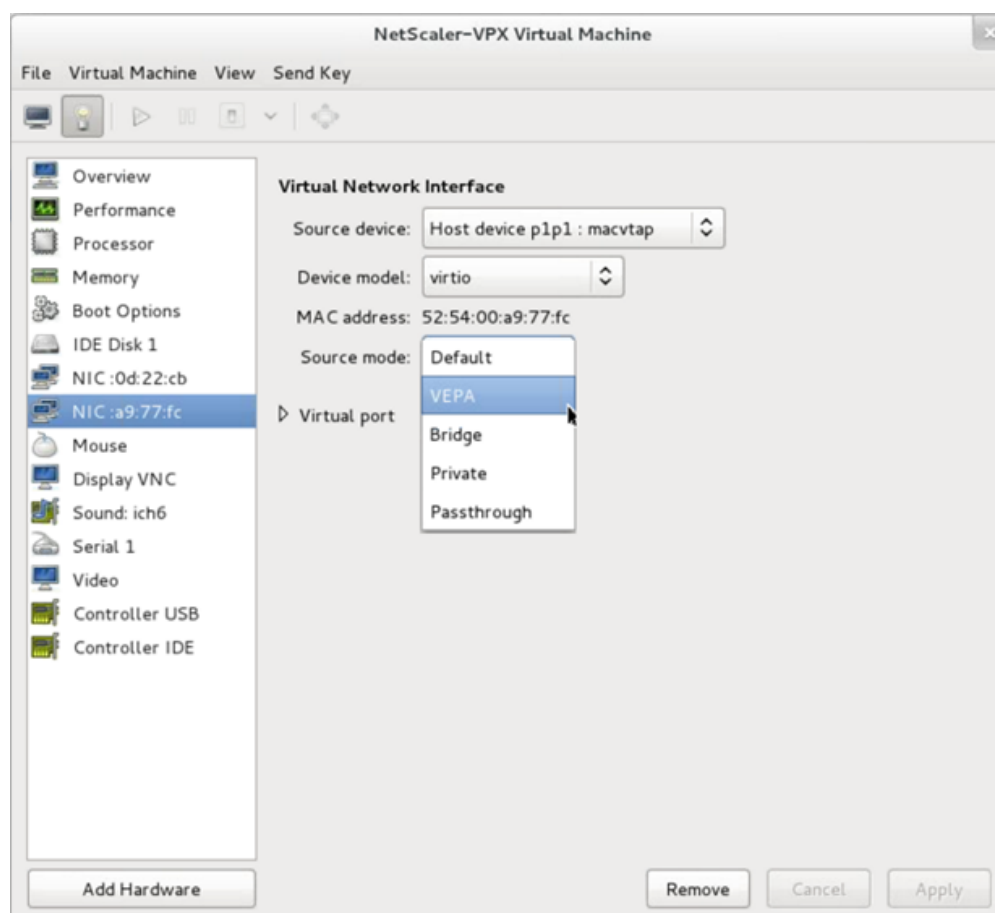 NetScaler-VPX Virtual Machine
File Virtual Machine View Send Key
Overview
Performance
Processor
Memory
Boot Options
IDE Disk 1
NIC :0d:22:cb
NIC :a9:77:fc
Mouse
Display VNC
Sound: ich6
Serial 1
Video
Controller USB
Controller IDE
Add Hardware
Virtual Network Interface
Source device: Host device p1p1 : macvtap
Device model: virtio
MAC address: 52:54:00:a9:77:fc
Source mode: Default
VEPA
Bridge
Private
Passthrough
Virtual port
Remove Cancel Apply